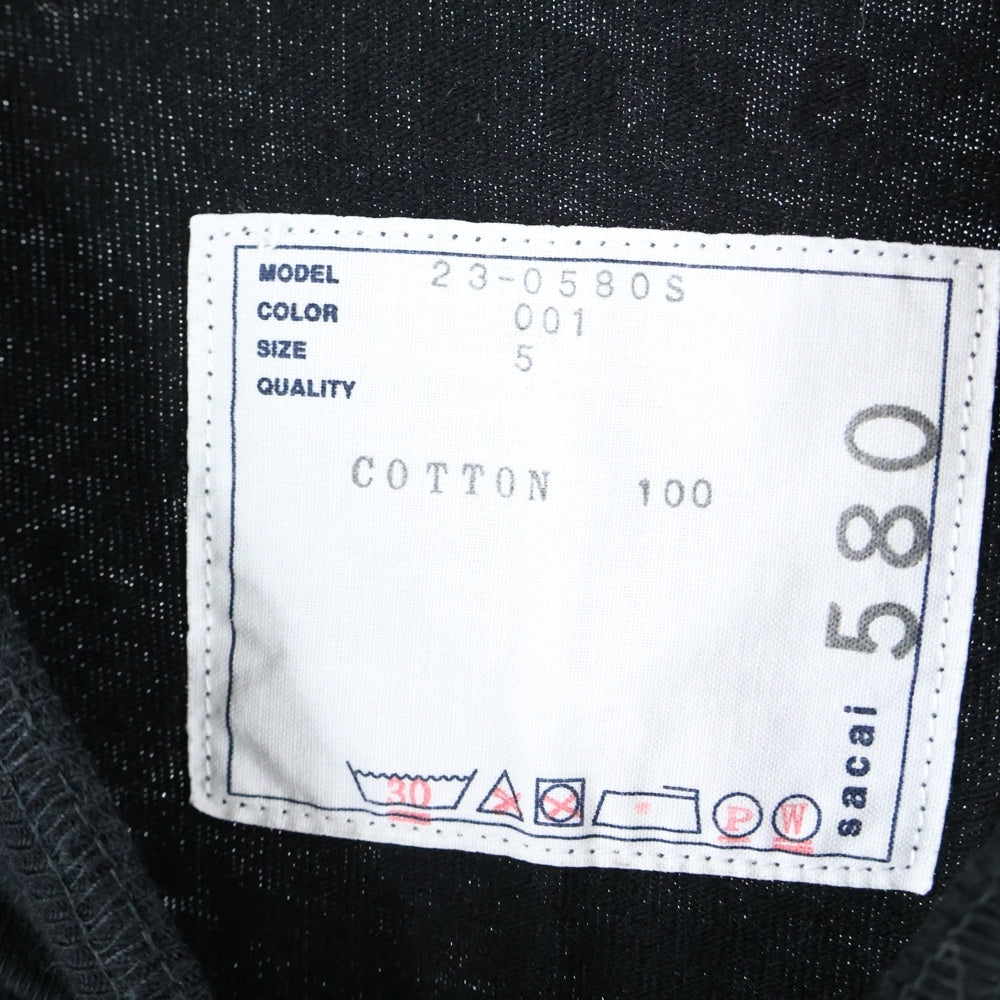 MODEL 23-0580S
COLOR 001
SIZE 5
QUALITY
COTTON 100
sacai 580
30
P
W